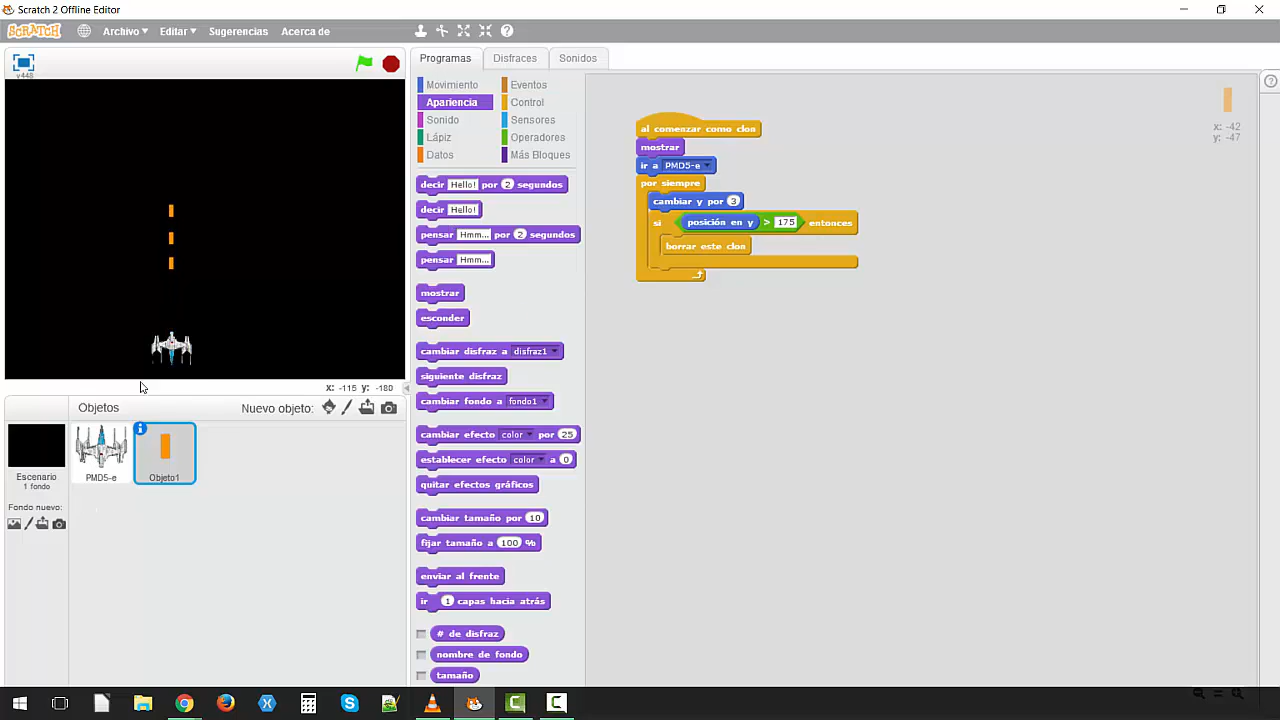 Scratch 2 Offline Editor
SCRATCH Archivo Editar Sugerencias Acerca de
v448
Programas Disfraces Sonidos
Movimiento Eventos
Apariencia Control
Sonido Sensores
Lápiz Operadores
Datos Más Bloques
decir Hello! por 2 segundos
decir Hello!
pensar Hmm... por 2 segundos
pensar Hmm...
mostrar
esconder
cambiar disfraz a disfraz1
siguiente disfraz
cambiar fondo a fondo1
cambiar efecto color por 25
establecer efecto color a 0
quitar efectos gráficos
cambiar tamaño por 10
fijar tamaño a 100 %
enviar al frente
ir 1 capas hacia atrás
# de disfraz
nombre de fondo
tamaño
al comenzar como clon
mostrar
ir a PMD5-e
por siempre
cambiar y por 3
si posición en y > 175 entonces
borrar este clon
x: -42
y: -47
x: -115 y: -180
Objetos Nuevo objeto:
Escenario
1 fondo
Fondo nuevo:
PMD5-e
Objeto1